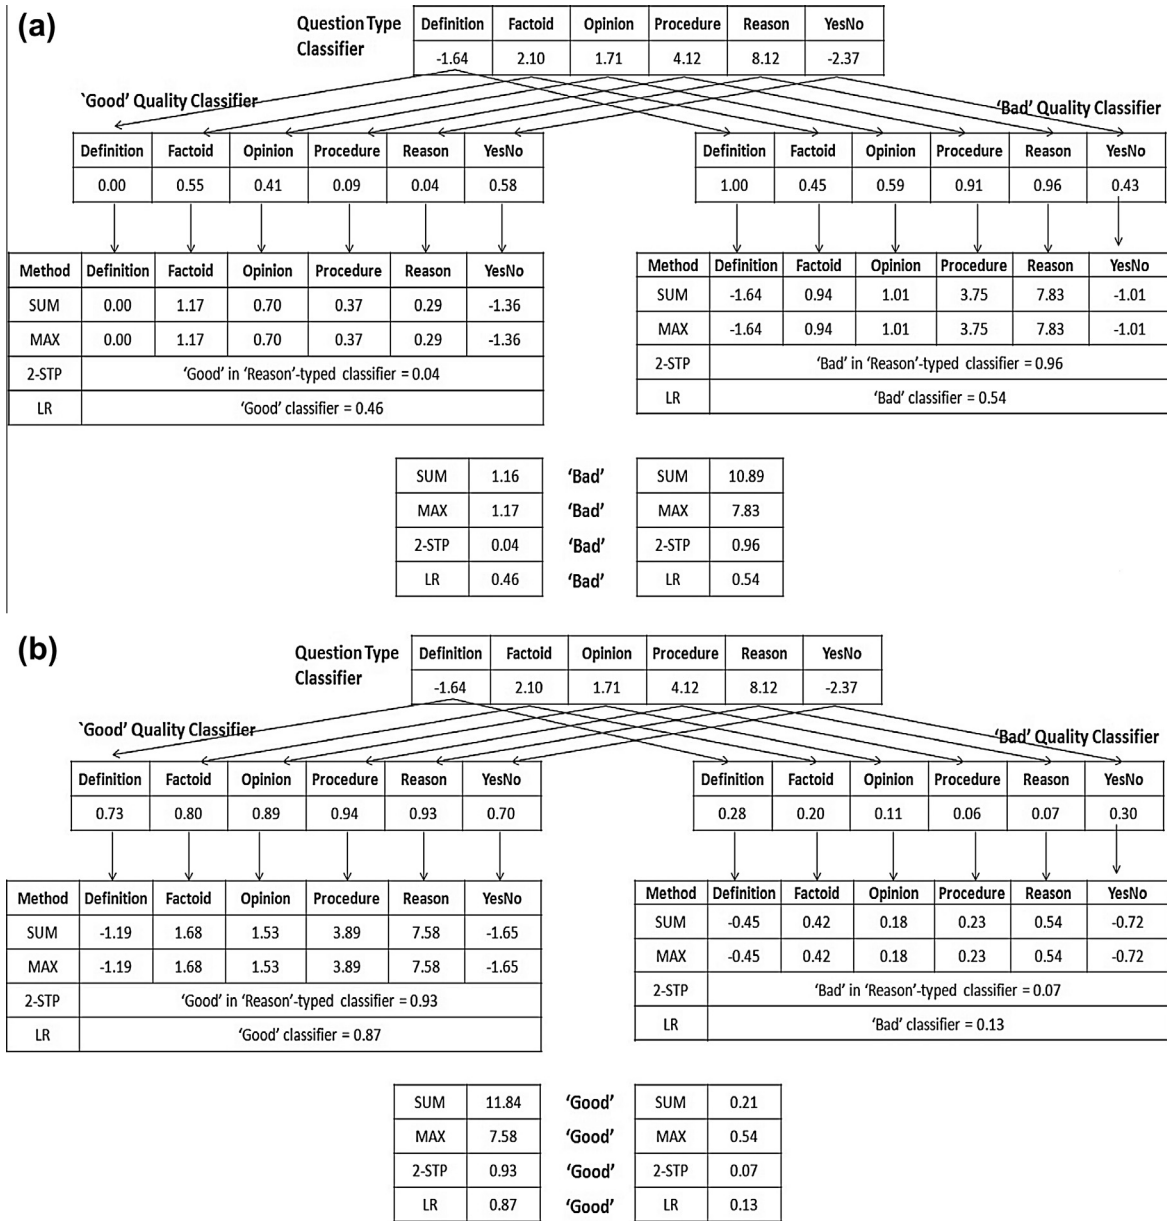 (a)
Question Type Classifier
Definition Factoid Opinion Procedure Reason YesNo
-1.64 2.10 1.71 4.12 8.12 -2.37
`Good' Quality Classifier
'Bad' Quality Classifier
Definition Factoid Opinion Procedure Reason YesNo
0.00 0.55 0.41 0.09 0.04 0.58
Definition Factoid Opinion Procedure Reason YesNo
1.00 0.45 0.59 0.91 0.96 0.43
Method Definition Factoid Opinion Procedure Reason YesNo
SUM 0.00 1.17 0.70 0.37 0.29 -1.36
MAX 0.00 1.17 0.70 0.37 0.29 -1.36
2-STP 'Good' in 'Reason'-typed classifier = 0.04
LR 'Good' classifier = 0.46
Method Definition Factoid Opinion Procedure Reason YesNo
SUM -1.64 0.94 1.01 3.75 7.83 -1.01
MAX -1.64 0.94 1.01 3.75 7.83 -1.01
2-STP 'Bad' in 'Reason'-typed classifier = 0.96
LR 'Bad' classifier = 0.54
SUM 1.16 'Bad' SUM 10.89
MAX 1.17 'Bad' MAX 7.83
2-STP 0.04 'Bad' 2-STP 0.96
LR 0.46 'Bad' LR 0.54
(b)
Question Type Classifier
Definition Factoid Opinion Procedure Reason YesNo
-1.64 2.10 1.71 4.12 8.12 -2.37
`Good' Quality Classifier
'Bad' Quality Classifier
Definition Factoid Opinion Procedure Reason YesNo
0.73 0.80 0.89 0.94 0.93 0.70
Definition Factoid Opinion Procedure Reason YesNo
0.28 0.20 0.11 0.06 0.07 0.30
Method Definition Factoid Opinion Procedure Reason YesNo
SUM -1.19 1.68 1.53 3.89 7.58 -1.65
MAX -1.19 1.68 1.53 3.89 7.58 -1.65
2-STP 'Good' in 'Reason'-typed classifier = 0.93
LR 'Good' classifier = 0.87
Method Definition Factoid Opinion Procedure Reason YesNo
SUM -0.45 0.42 0.18 0.23 0.54 -0.72
MAX -0.45 0.42 0.18 0.23 0.54 -0.72
2-STP 'Bad' in 'Reason'-typed classifier = 0.07
LR 'Bad' classifier = 0.13
SUM 11.84 'Good' SUM 0.21
MAX 7.58 'Good' MAX 0.54
2-STP 0.93 'Good' 2-STP 0.07
LR 0.87 'Good' LR 0.13